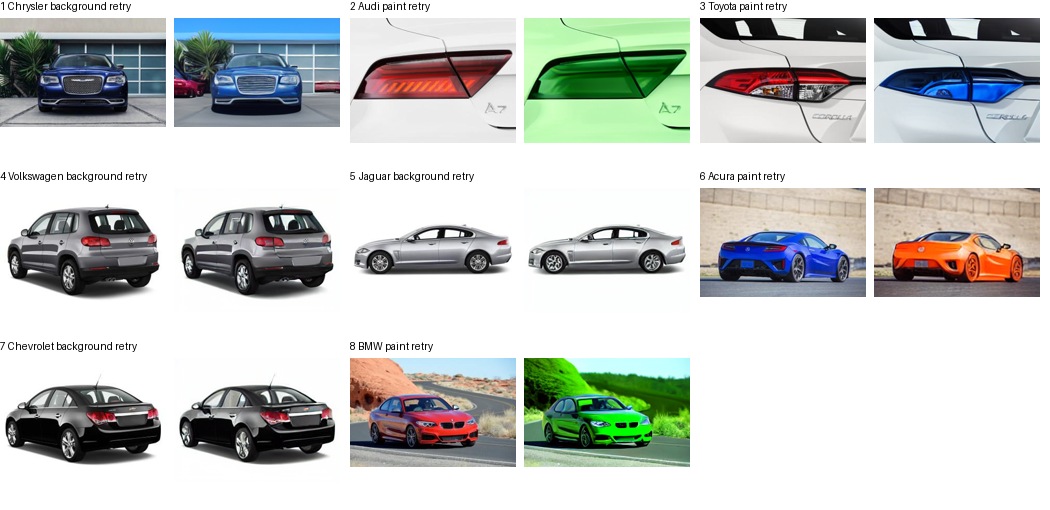 1 Chrysler background retry
2 Audi paint retry
3 Toyota paint retry
A7
A7
COROLLA
4 Volkswagen background retry
5 Jaguar background retry
6 Acura paint retry
7 Chevrolet background retry
8 BMW paint retry